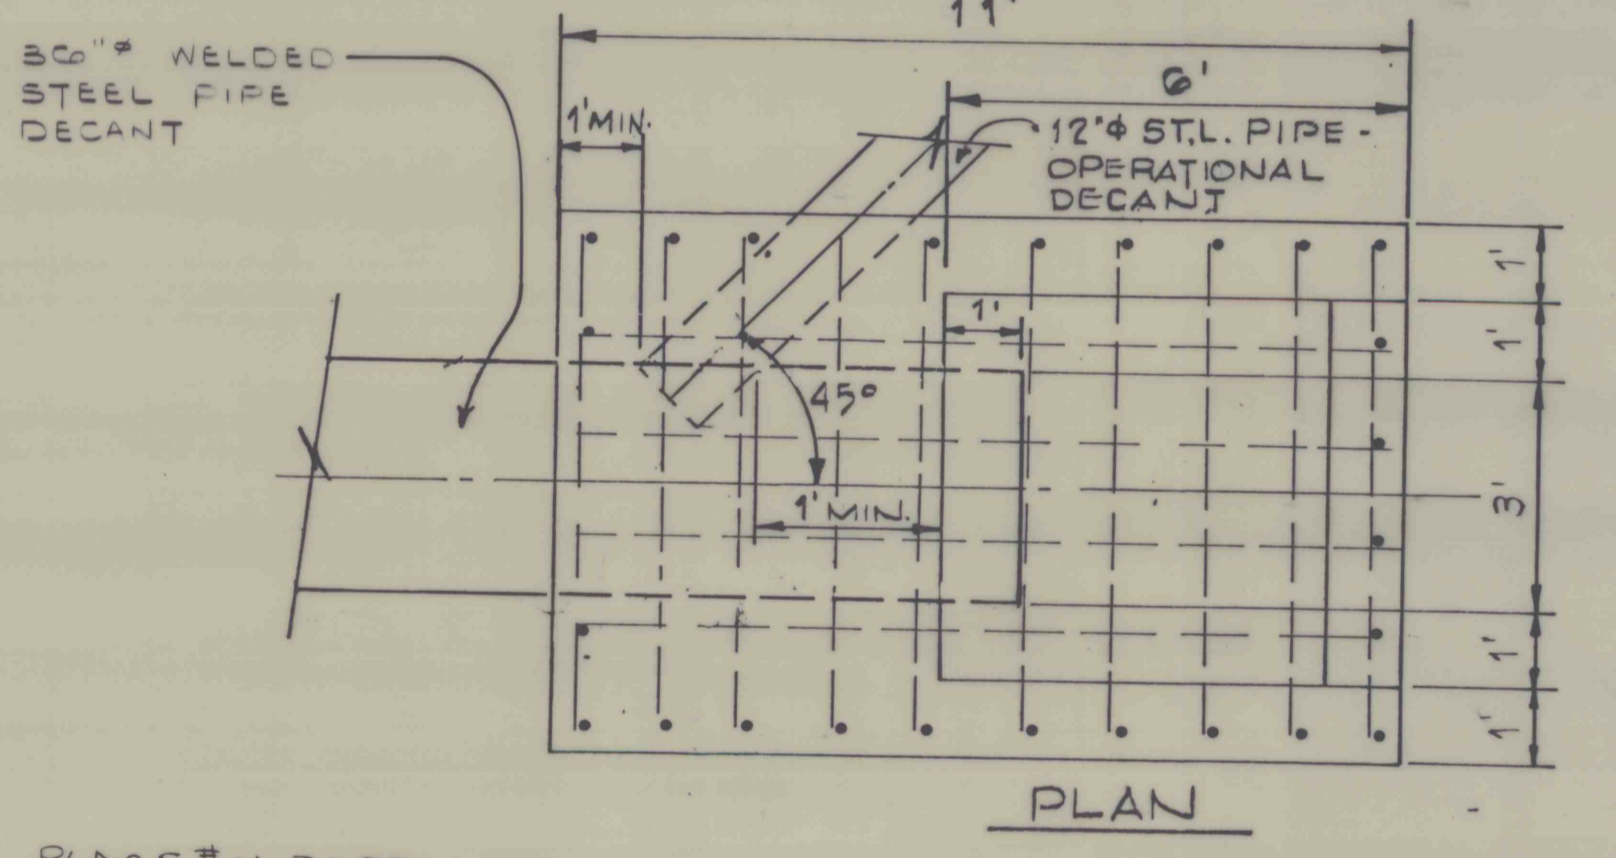 11'
36"ø WELDED
STEEL PIPE
DECANT
6'
1' MIN.
12"ø ST.L. PIPE -
OPERATIONAL
DECANT
1'
1'
1'
45°
3'
1' MIN.
1'
1'
PLAN